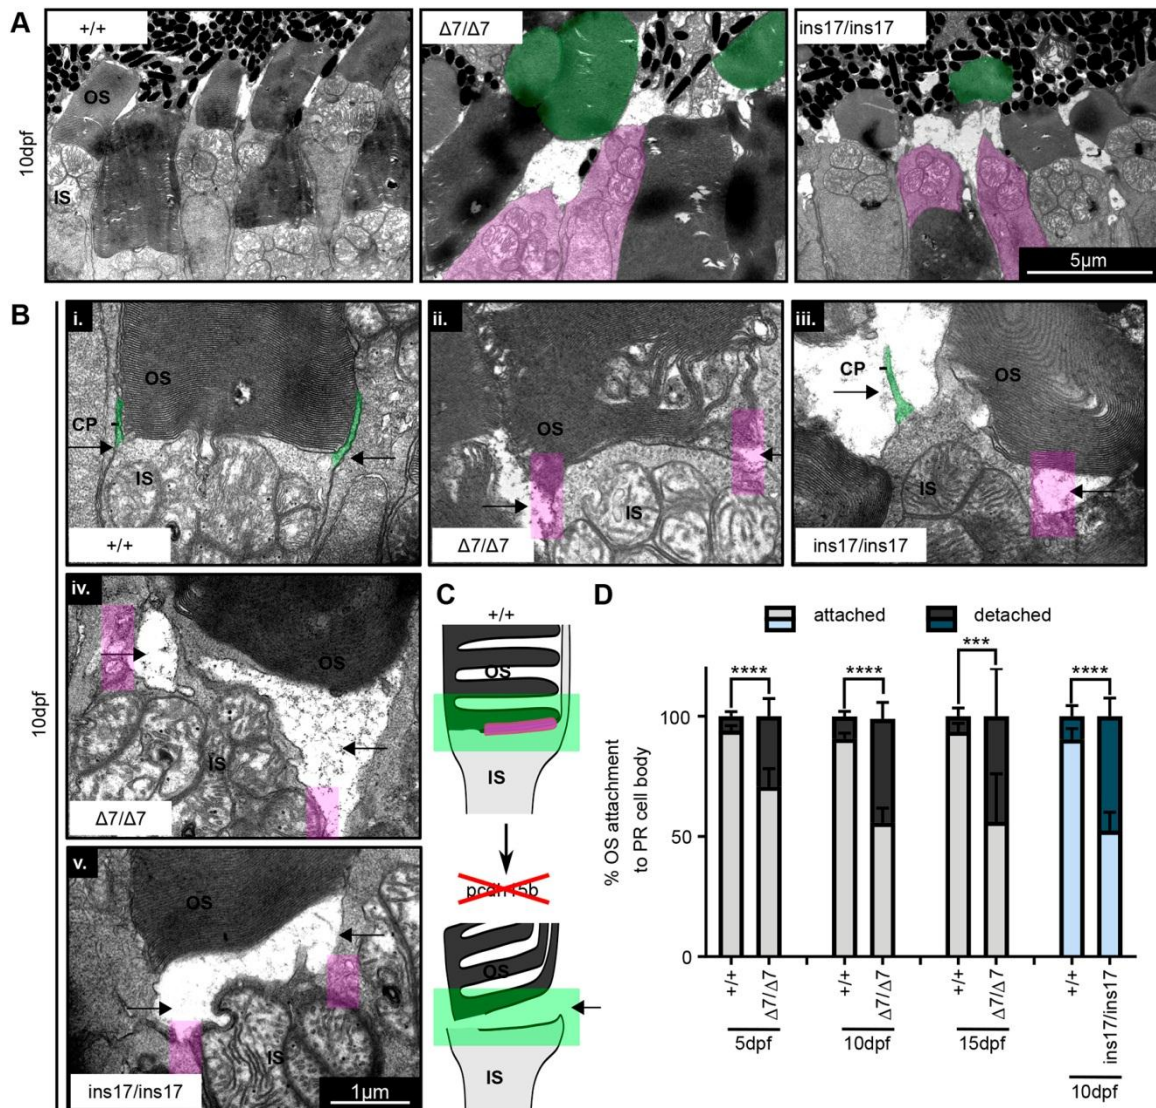 A
+/+
OS
IS
10dpf
Δ7/Δ7
ins17/ins17
5µm
B
i.
OS
CP
IS
+/+
ii.
OS
IS
Δ7/Δ7
iii.
CP
OS
IS
ins17/ins17
10dpf
iv.
OS
IS
Δ7/Δ7
v.
OS
IS
ins17/ins17
1µm
C
+/+
OS
IS
pcdh15b
OS
IS
D
attached
detached
% OS attachment
to PR cell body
100
50
0
****
****
***
****
+/+
Δ7/Δ7
+/+
Δ7/Δ7
+/+
Δ7/Δ7
+/+
ins17/ins17
5dpf
10dpf
15dpf
10dpf